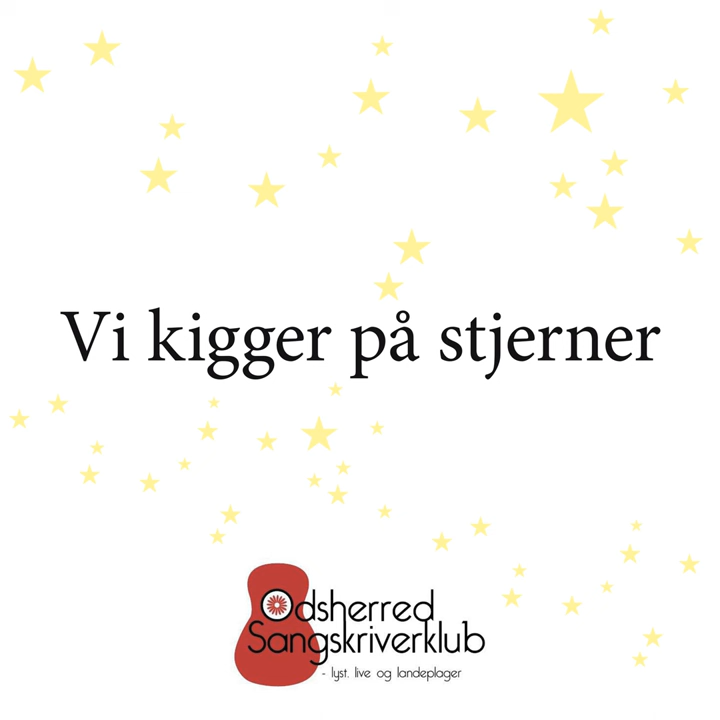 Vi kigger på stjerner
Odsherred
Sangskriverklub
- lyst, live og landeplager